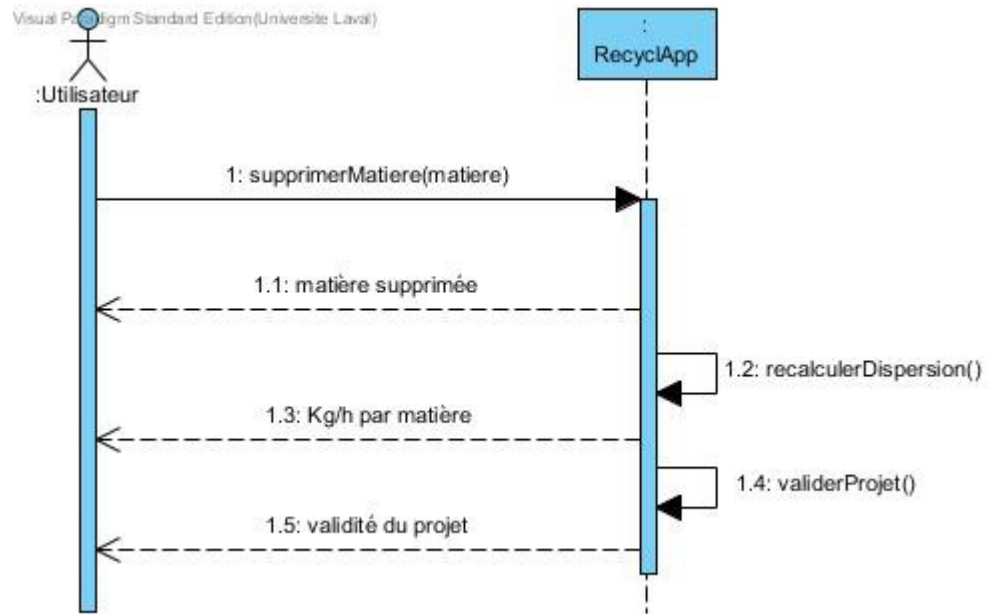 Visual Paradigm Standard Edition(Universite Laval)
:
RecyclApp
:Utilisateur
1: supprimerMatiere(matiere)
1.1: matière supprimée
1.2: recalculerDispersion()
1.3: Kg/h par matière
1.4: validerProjet()
1.5: validité du projet